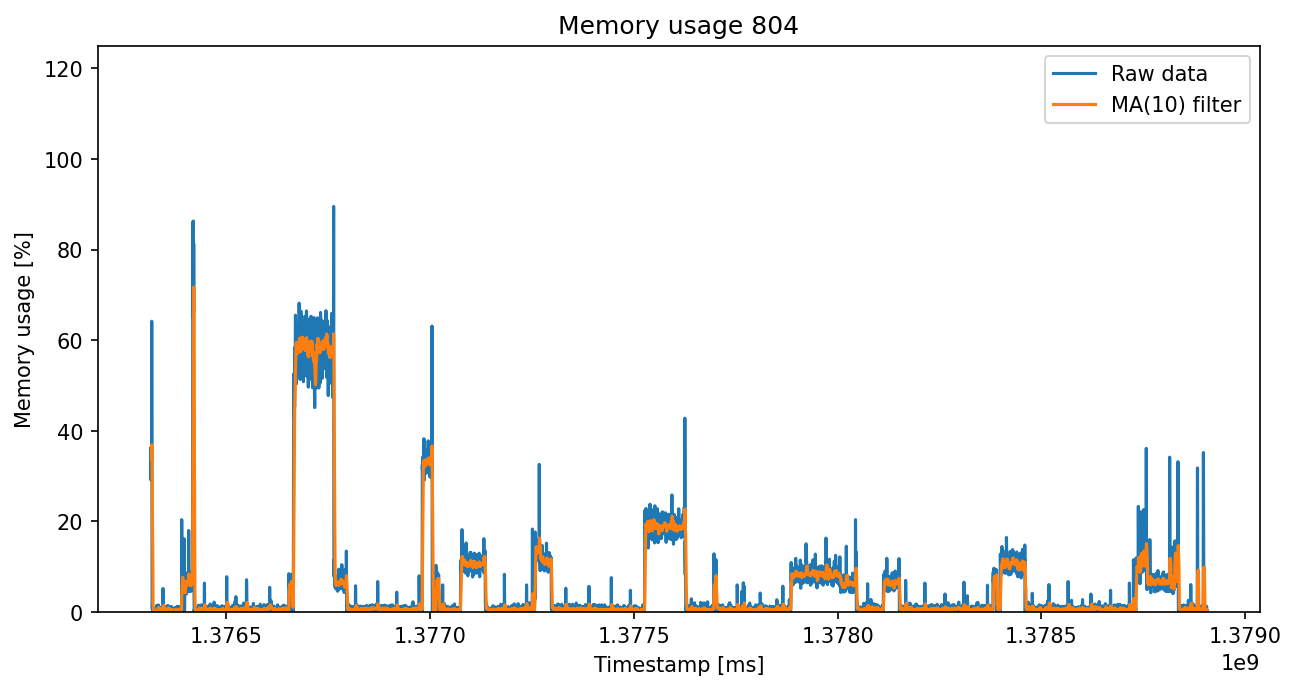 Memory usage 804
Raw data
MA(10) filter
Memory usage [%]
120
100
80
60
40
20
0
1.3765 1.3770 1.3775 1.3780 1.3785 1.3790
1e9
Timestamp [ms]